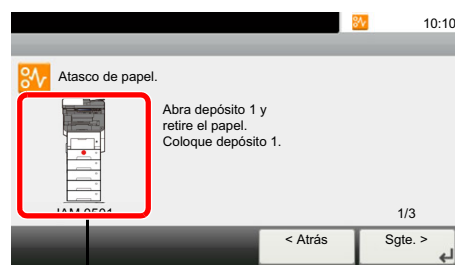 10:10
Atasco de papel.
Abra depósito 1 y
retire el papel.
Coloque depósito 1.
1/3
< Atrás
Sgte. >